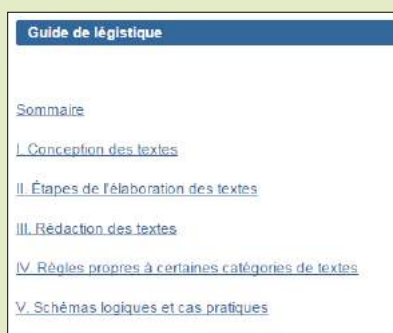 Guide de légistique
Sommaire
I. Conception des textes
II. Étapes de l'élaboration des textes
III. Rédaction des textes
IV. Règles propres à certaines catégories de textes
V. Schémas logiques et cas pratiques